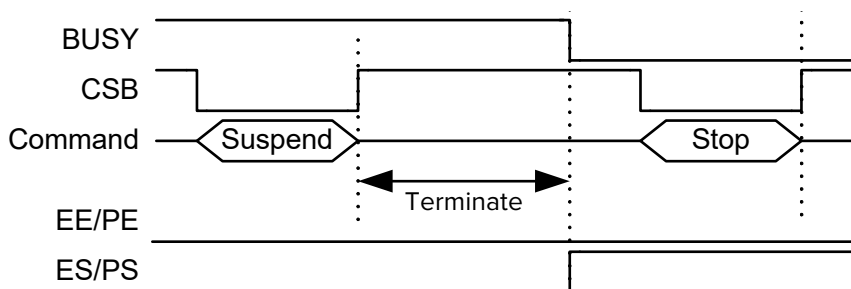 BUSY
CSB
Command
Suspend
Stop
Terminate
EE/PE
ES/PS